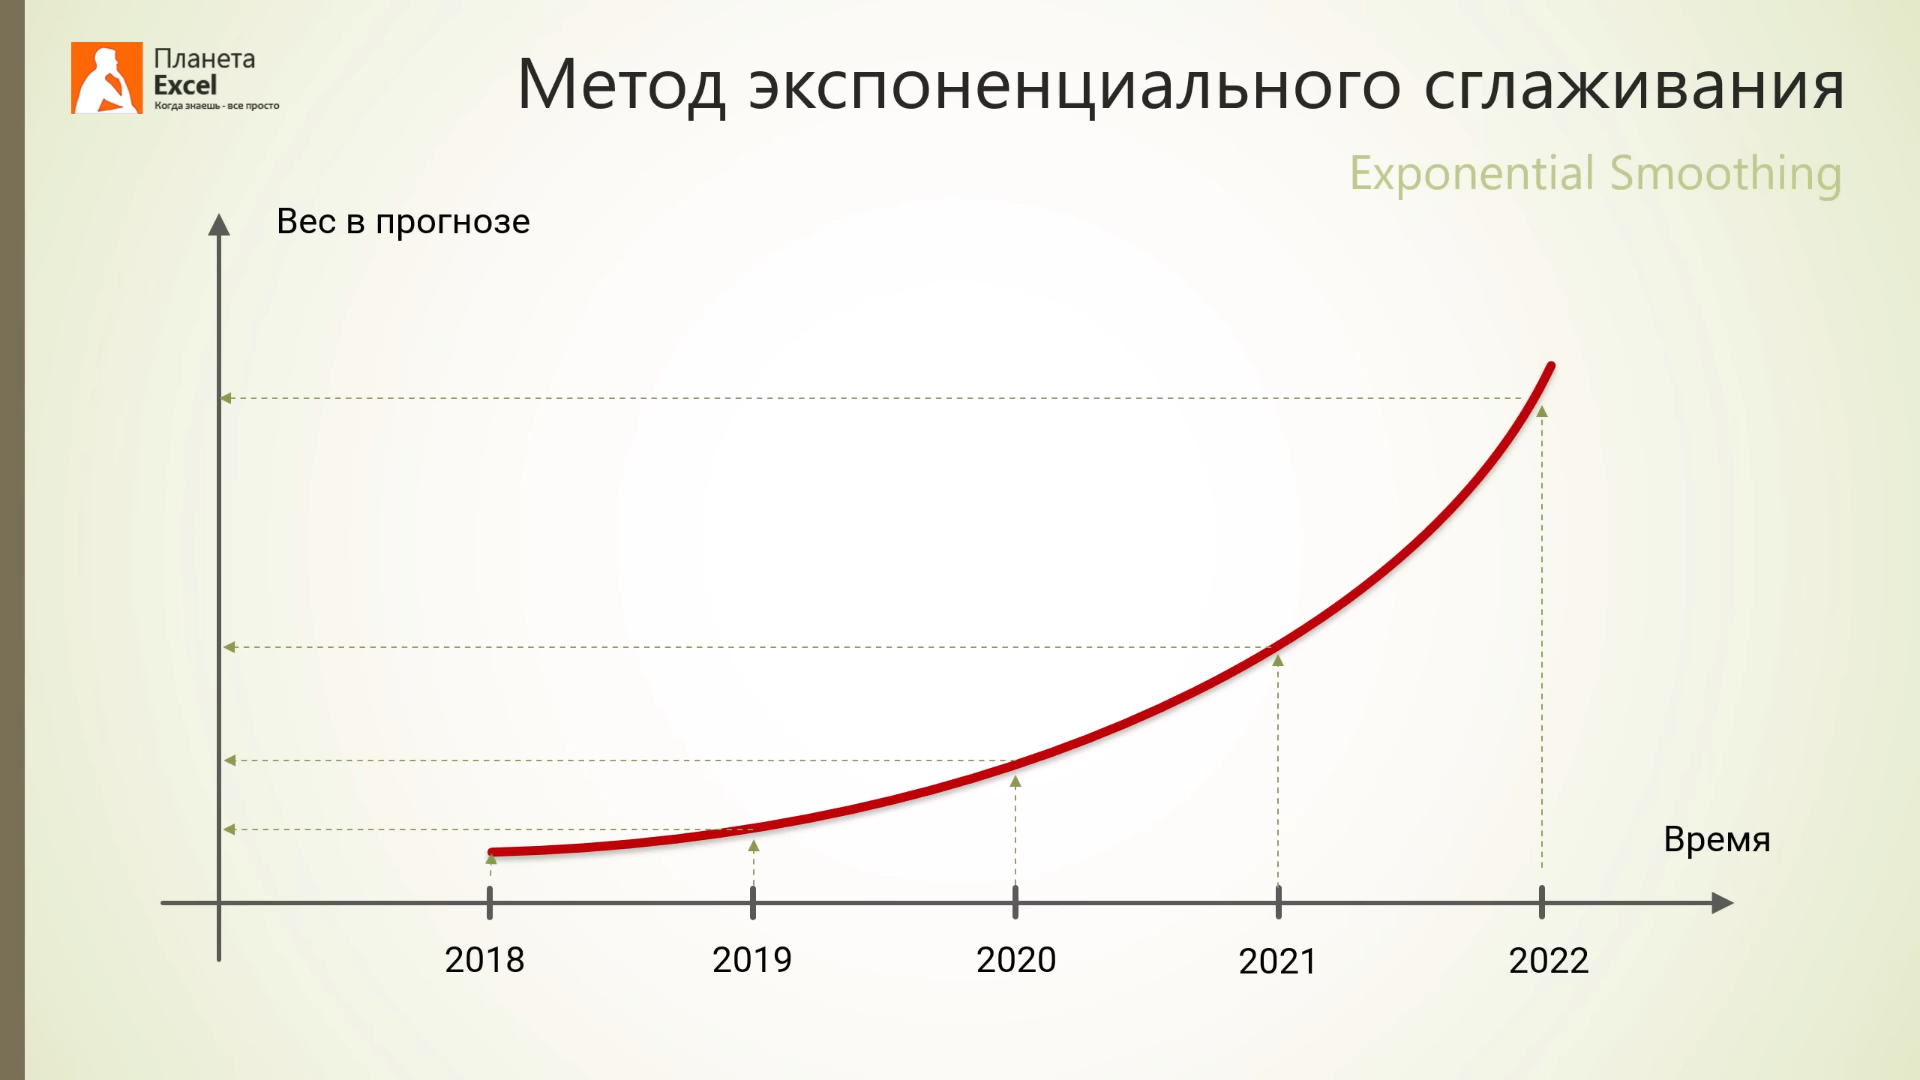 Планета
Excel
Когда знаешь - все просто
Метод экспоненциального сглаживания
Exponential Smoothing
Вес в прогнозе
Время
2018
2019
2020
2021
2022